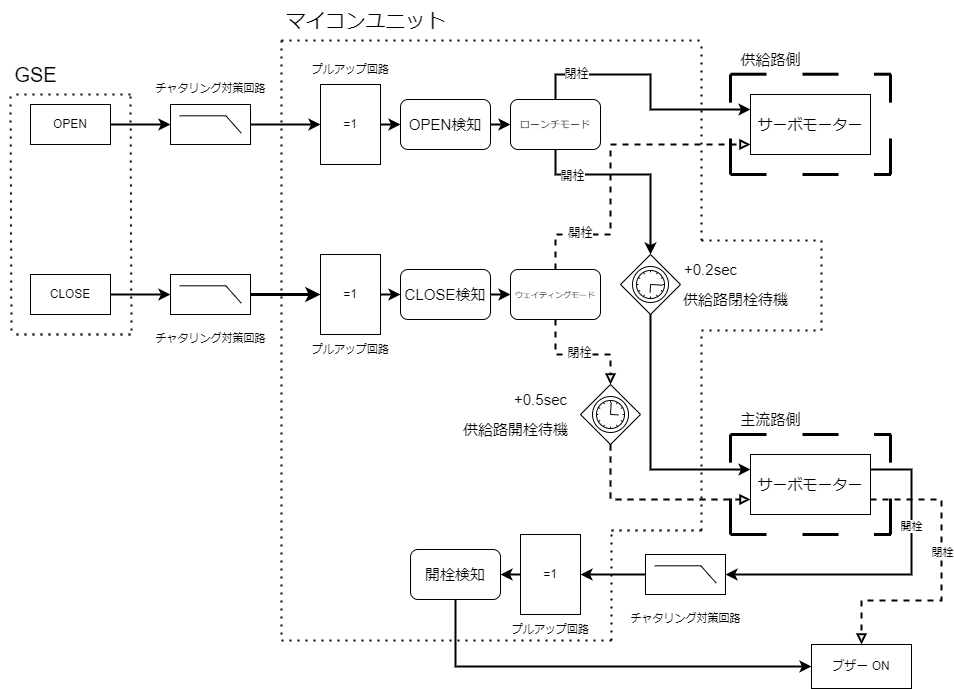 マイコンユニット
GSE
プルアップ回路
供給路側
チャタリング対策回路
閉栓
OPEN
=1
OPEN検知
ローンチモード
サーボモーター
開栓
開栓
+0.2sec
供給路閉栓待機
CLOSE
=1
CLOSE検知
ウェイティングモード
チャタリング対策回路
プルアップ回路
閉栓
+0.5sec
供給路開栓待機
主流路側
サーボモーター
開栓
閉栓
開栓検知
=1
チャタリング対策回路
プルアップ回路
ブザー ON